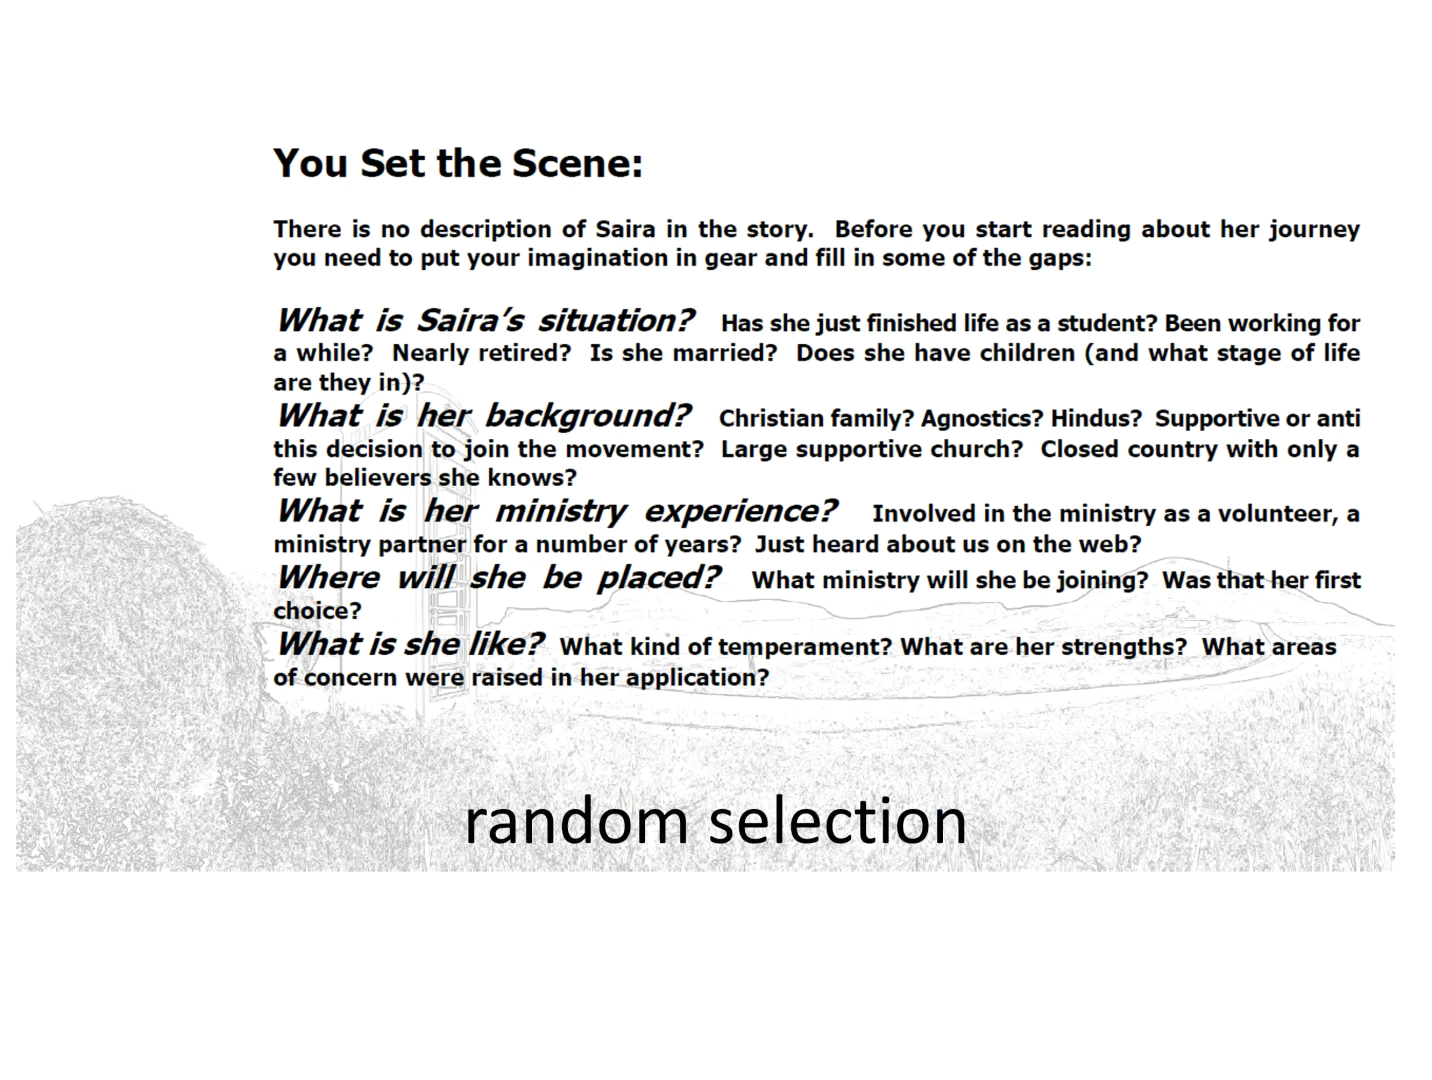 You Set the Scene:
There is no description of Saira in the story. Before you start reading about her journey
you need to put your imagination in gear and fill in some of the gaps:
What is Saira’s situation? Has she just finished life as a student? Been working for
a while? Nearly retired? Is she married? Does she have children (and what stage of life
are they in)?
What is her background? Christian family? Agnostics? Hindus? Supportive or anti
this decision to join the movement? Large supportive church? Closed country with only a
few believers she knows?
What is her ministry experience? Involved in the ministry as a volunteer, a
ministry partner for a number of years? Just heard about us on the web?
Where will she be placed? What ministry will she be joining? Was that her first
choice?
What is she like? What kind of temperament? What are her strengths? What areas
of concern were raised in her application?
random selection